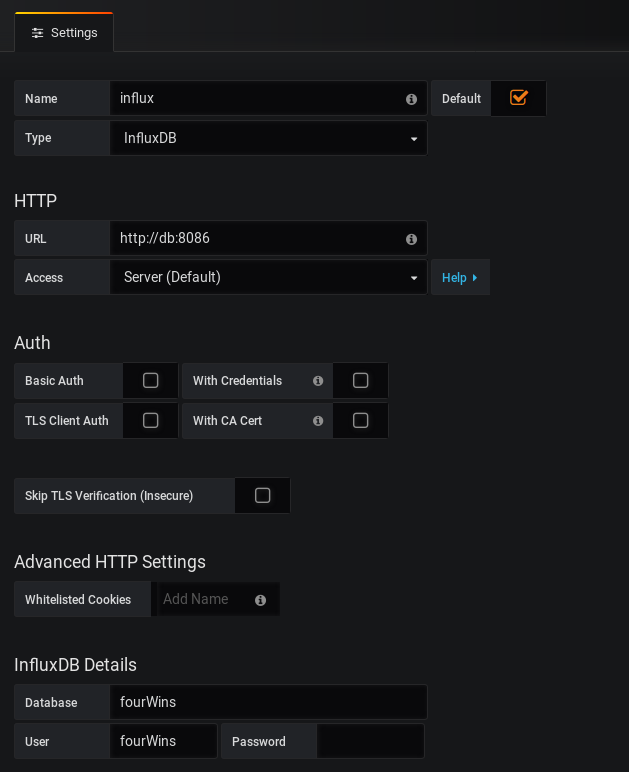 Settings
Name influx Default
Type InfluxDB
HTTP
URL http://db:8086
Access Server (Default) Help
Auth
Basic Auth With Credentials
TLS Client Auth With CA Cert
Skip TLS Verification (Insecure)
Advanced HTTP Settings
Whitelisted Cookies Add Name
InfluxDB Details
Database fourWins
User fourWins Password